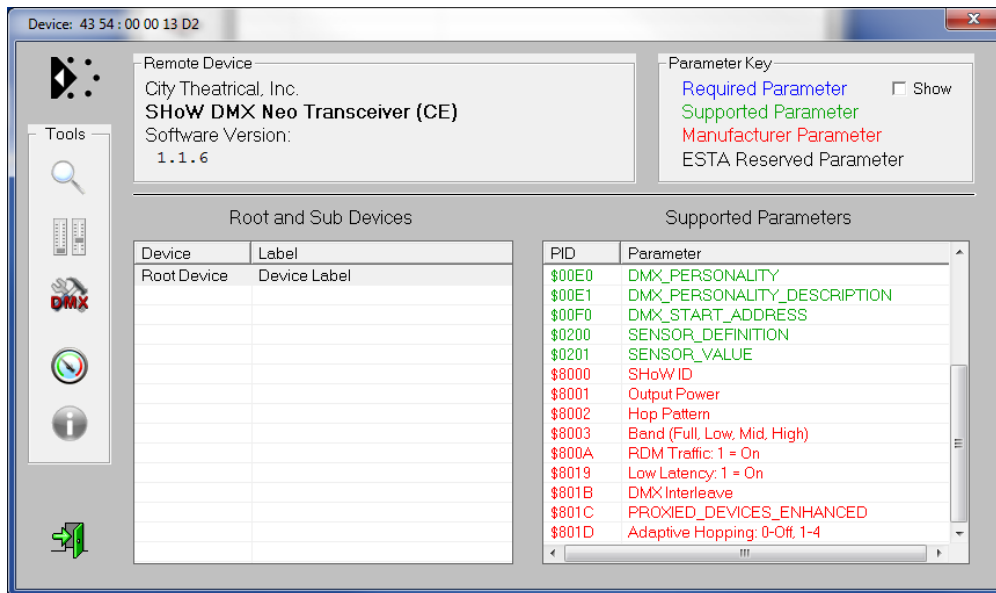 Device: 43 54 : 00 00 13 D2
Remote Device
City Theatrical, Inc.
SHoW DMX Neo Transceiver (CE)
Software Version:
1.1.6
Parameter Key
Required Parameter
Show
Supported Parameter
Manufacturer Parameter
ESTA Reserved Parameter
Tools
DMX
Root and Sub Devices
Device Label
Root Device Device Label
Supported Parameters
PID Parameter
$00E0 DMX_PERSONALITY
$00E1 DMX_PERSONALITY_DESCRIPTION
$00F0 DMX_START_ADDRESS
$0200 SENSOR_DEFINITION
$0201 SENSOR_VALUE
$8000 SHoW ID
$8001 Output Power
$8002 Hop Pattern
$8003 Band (Full, Low, Mid, High)
$800A RDM Traffic: 1 = On
$8019 Low Latency: 1 = On
$801B DMX Interleave
$801C PROXIED_DEVICES_ENHANCED
$801D Adaptive Hopping: 0-Off, 1-4